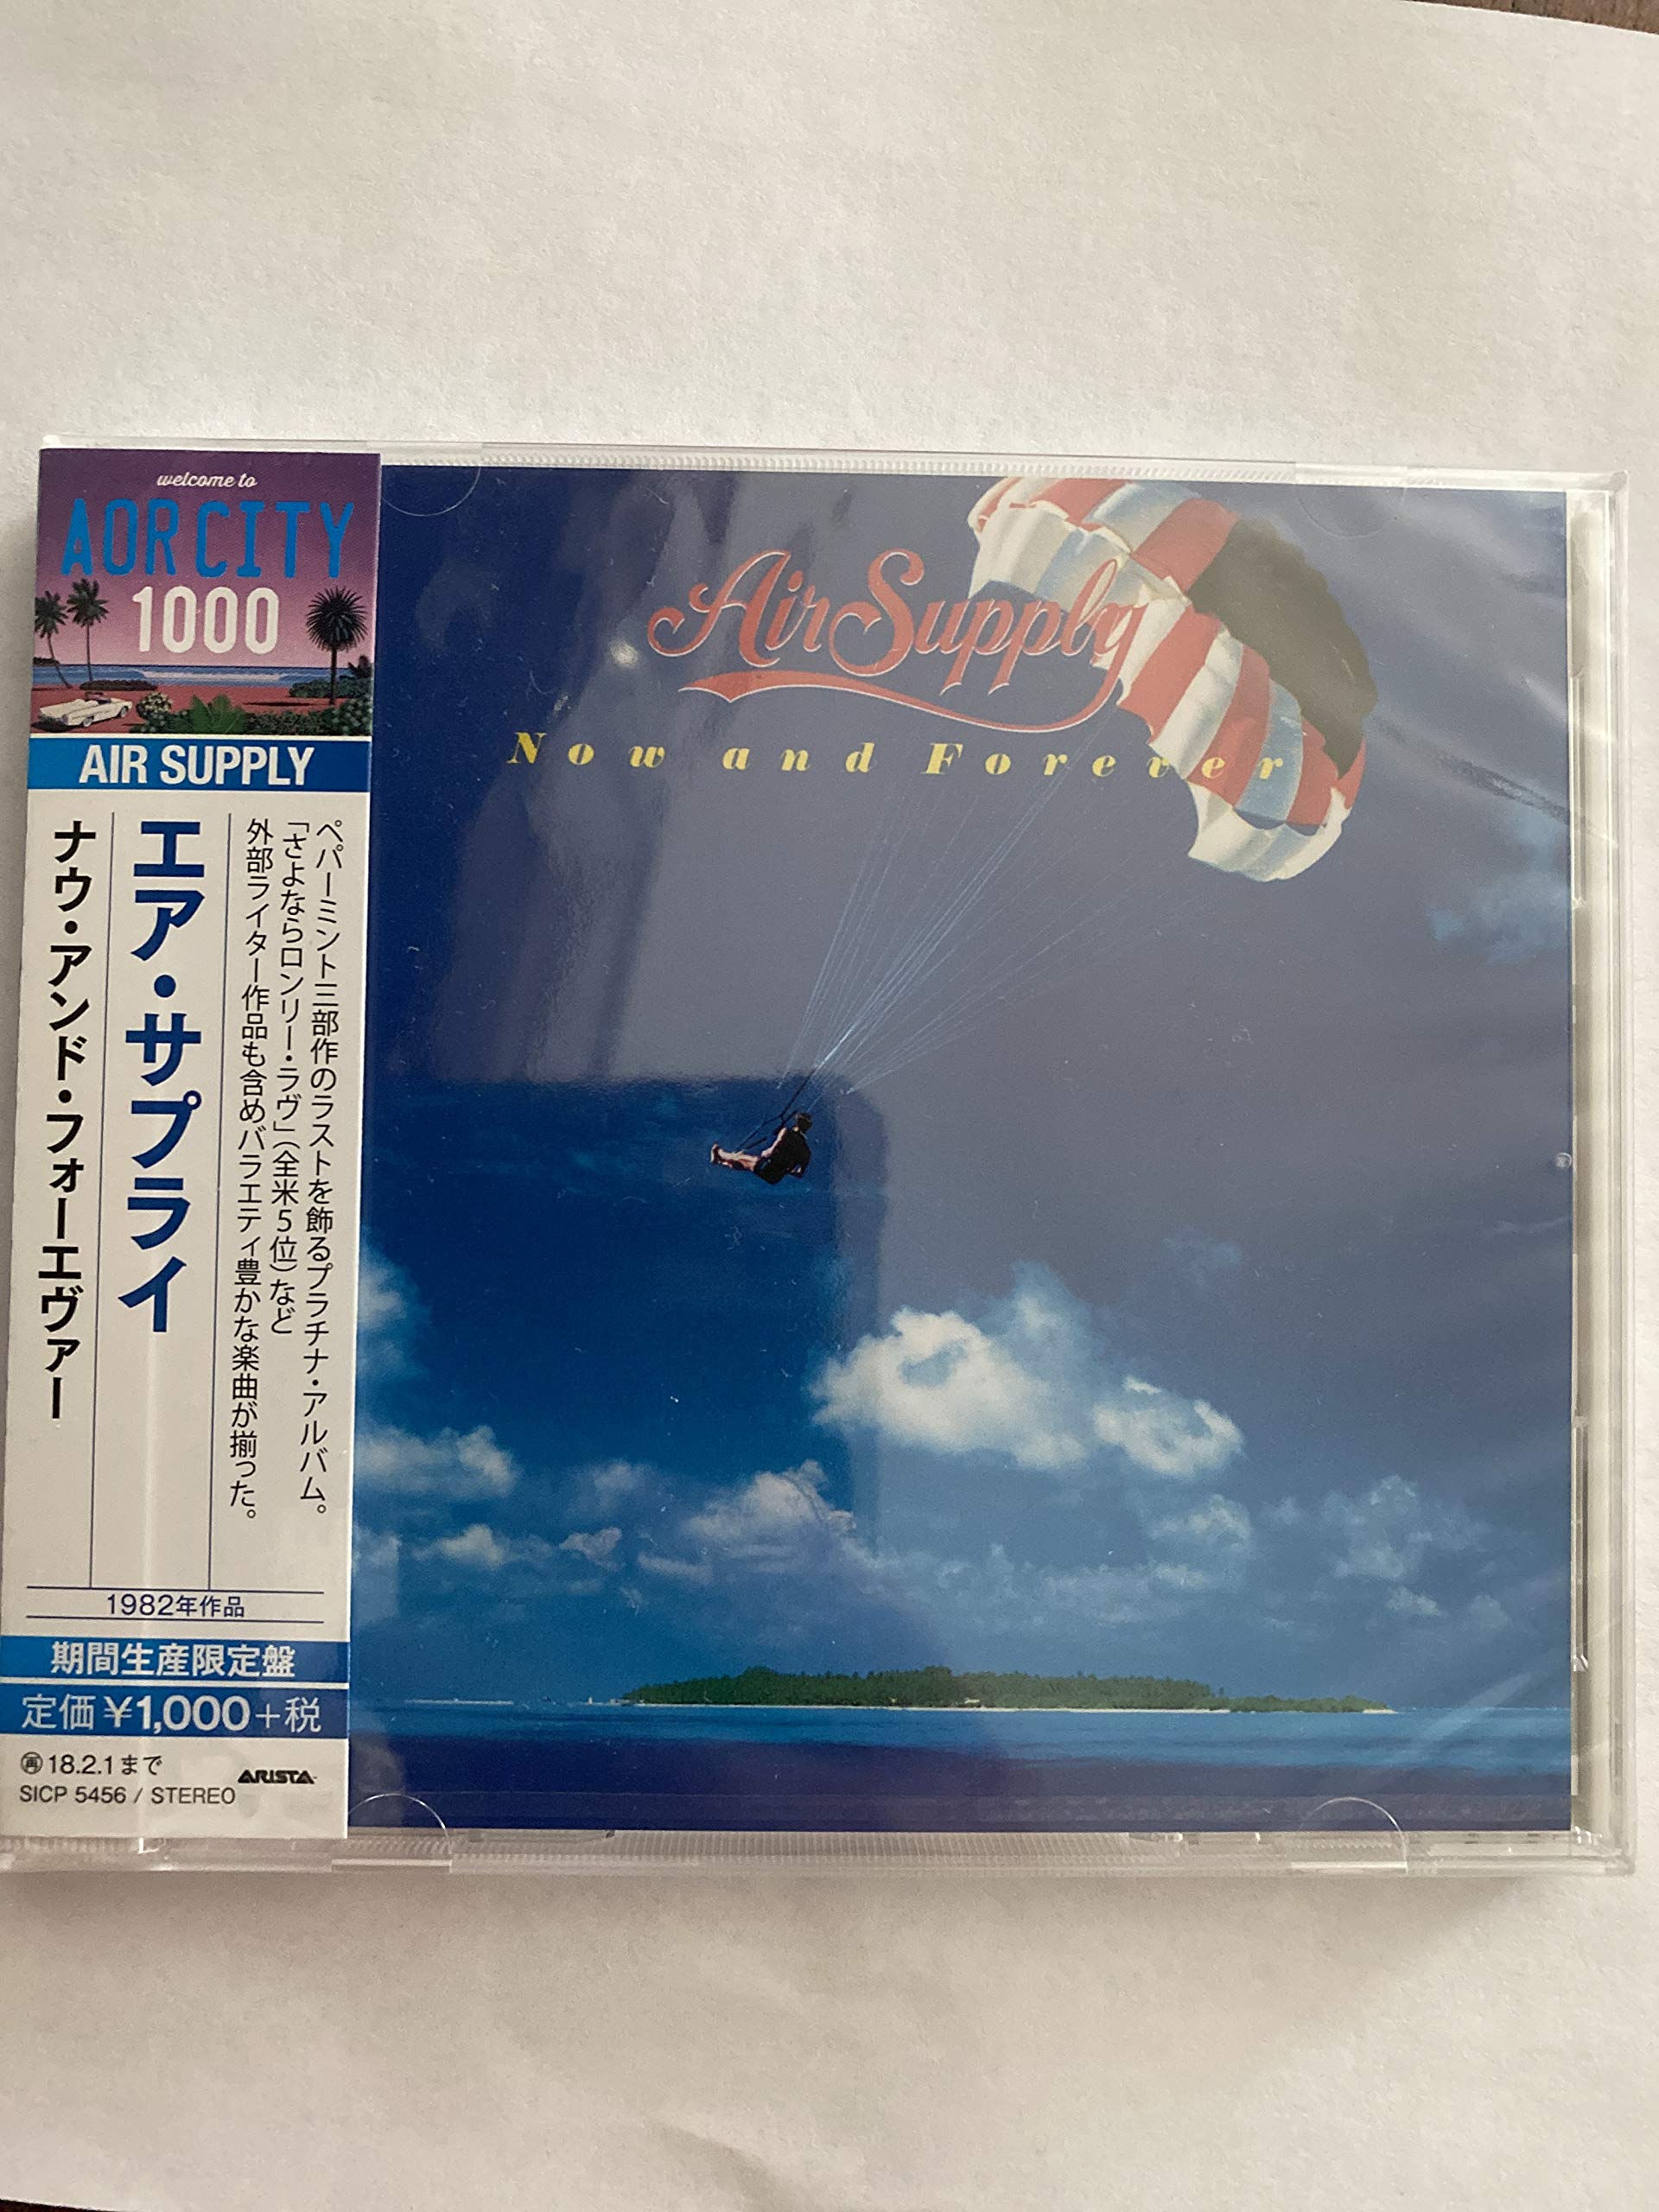 welcome to
AOR CITY
1000
AIR SUPPLY
ペパーミント三部作のラストを飾るプラチナ・アルバム。
「さよならロンリー・ラヴ」(全米5位)など
外部ライター作品も含めバラエティ豊かな楽曲が揃った。
エア・サプライ
ナウ・アンド・フォーエヴァー
1982年作品
期間生産限定盤
定価¥1,000+税
㊢18.2.1まで
SICP 5456 / STEREO
ARISTA
Air Supply
Now and Forever